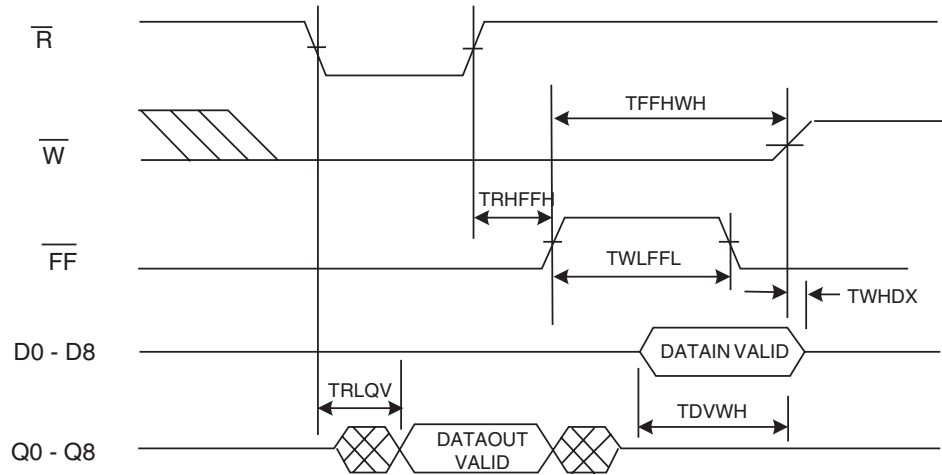 R
TFFHWH
W
TRHFFH
FF
TWLFFL
TWHDX
D0 - D8
DATAIN VALID
TRLQV
TDVWH
Q0 - Q8
DATAOUT
VALID